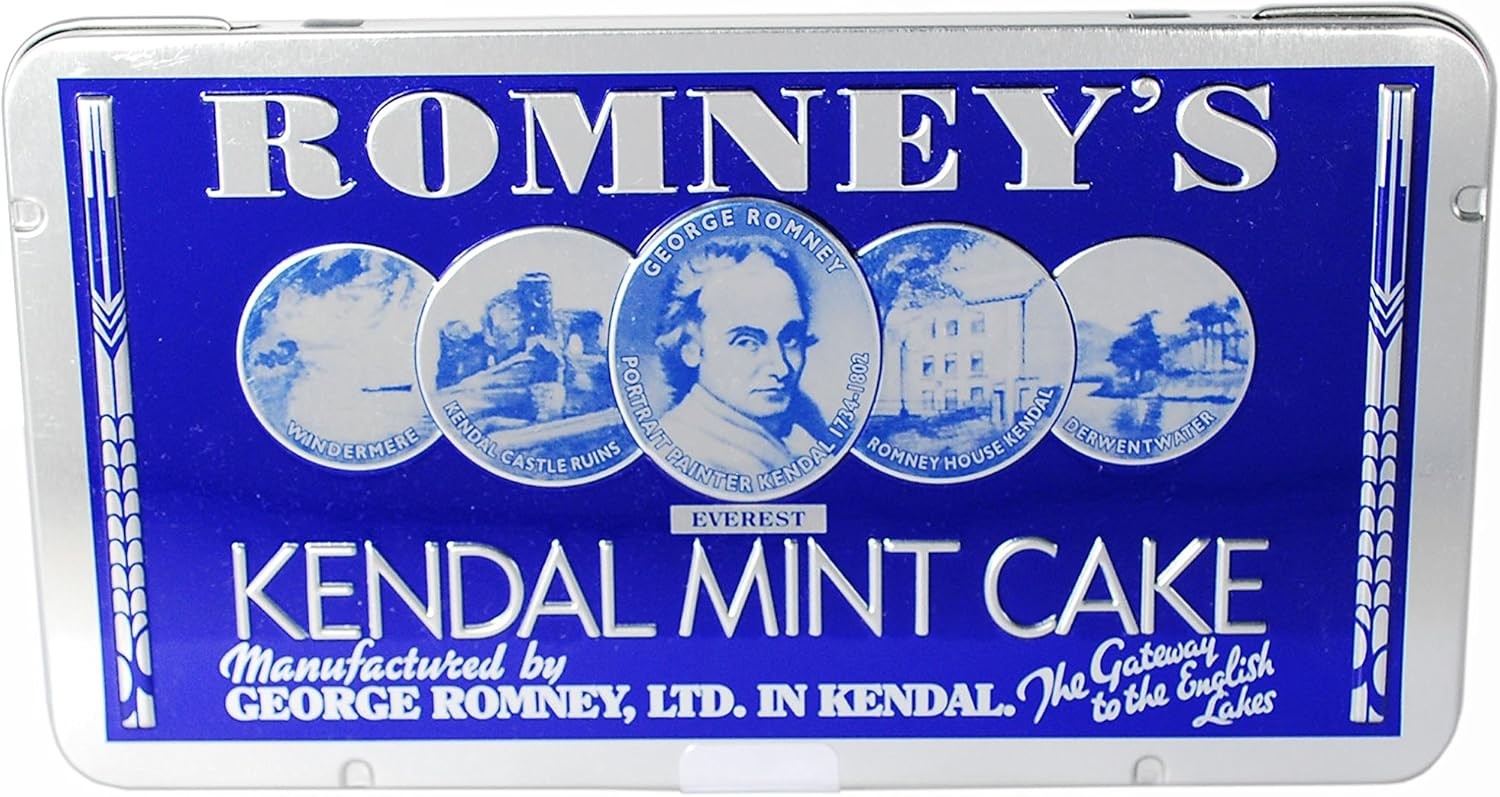 ROMNEY'S
GEORGE ROMNEY
PORTRAIT PAINTER KENDAL 1734-1802
WINDERMERE
KENDAL CASTLE RUINS
ROMNEY HOUSE KENDAL
DERWENTWATER
EVEREST
KENDAL MINT CAKE
Manufactured by
GEORGE ROMNEY, LTD. IN KENDAL.
The Gateway
to the English
Lakes